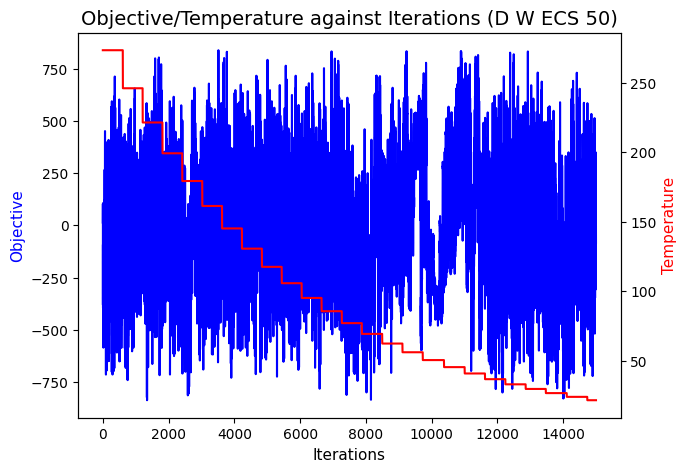 Objective/Temperature against Iterations (D W ECS 50)
750
500
250
0
−250
−500
−750
Objective
250
200
150
100
50
Temperature
0 2000 4000 6000 8000 10000 12000 14000
Iterations